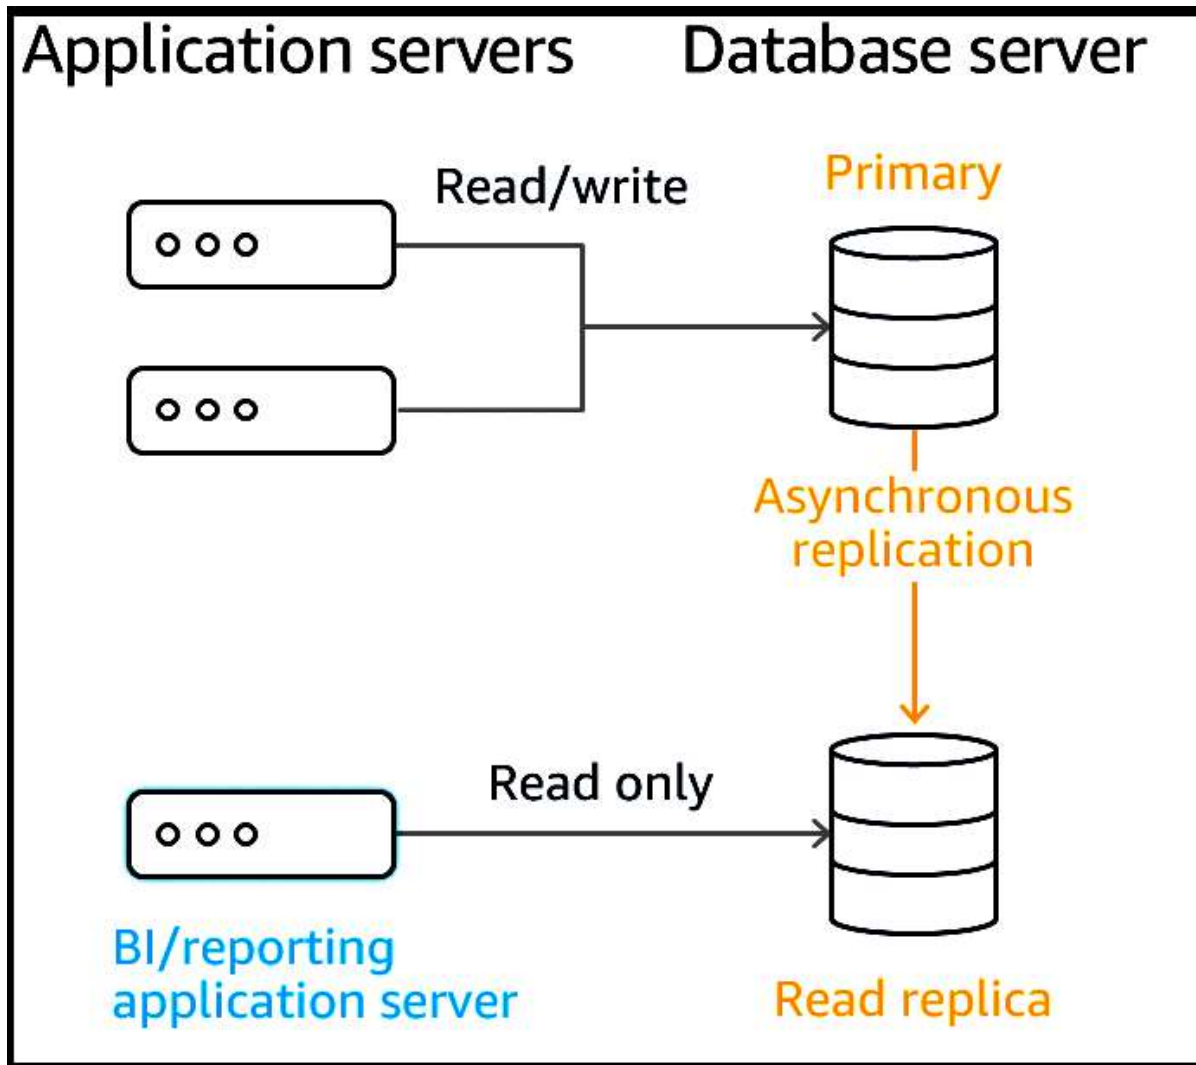 Application servers
Database server
Read/write
Primary
Asynchronous
replication
Read only
BI/reporting
application server
Read replica